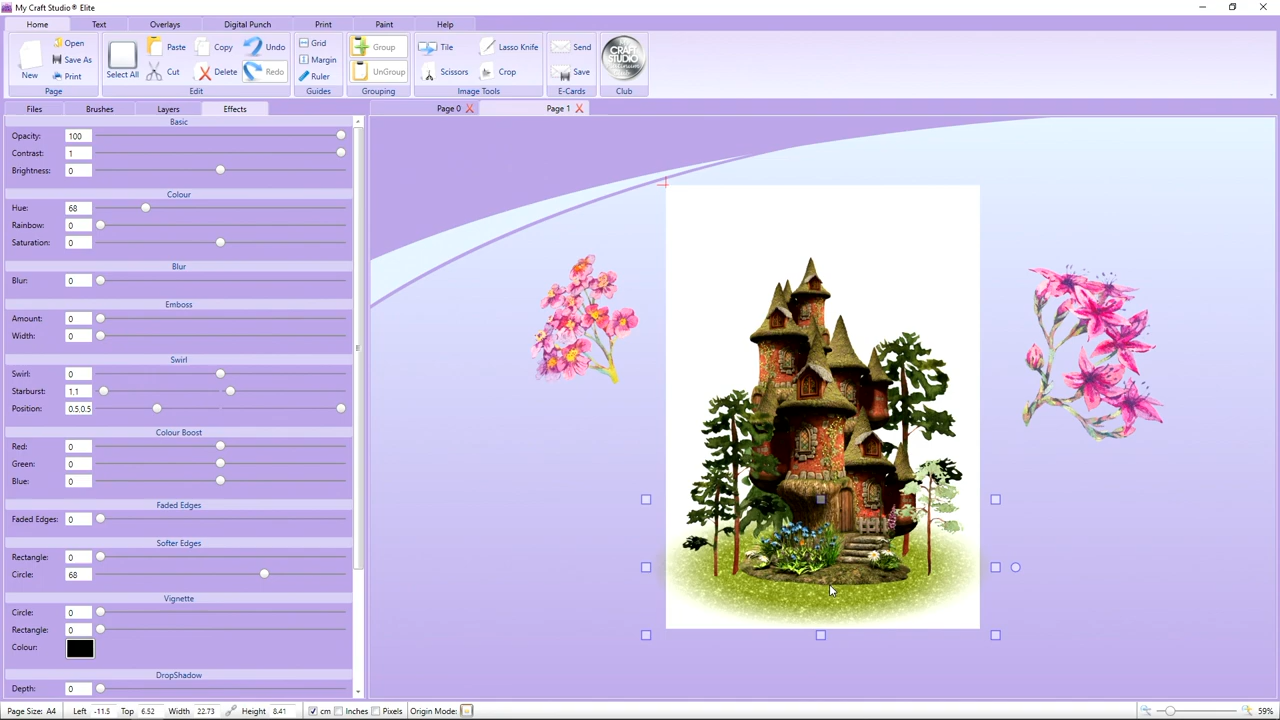 My Craft Studio® Elite
Home Text Overlays Digital Punch Print Paint Help
New Open Save As Print Page
Select All Paste Copy Undo Cut Delete Redo Edit
Grid Margin Ruler Guides
Group UnGroup Grouping
Tile Lasso Knife Scissors Crop Image Tools
Send Save E-Cards
MY CRAFT STUDIO Club
Files Brushes Layers Effects Page 0 Page 1
Basic
Opacity: 100
Contrast: 1
Brightness: 0
Colour
Hue: 68
Rainbow: 0
Saturation: 0
Blur
Blur: 0
Emboss
Amount: 0
Width: 0
Swirl
Swirl: 0
Starburst: 1,1
Position: 0.5,0.5
Colour Boost
Red: 0
Green: 0
Blue: 0
Faded Edges
Faded Edges: 0
Softer Edges
Rectangle: 0
Circle: 68
Vignette
Circle: 0
Rectangle: 0
Colour:
DropShadow
Depth: 0
Page Size: A4 Left -11.5 Top 6.52 Width 22.73 Height 8.41 cm Inches Pixels Origin Mode: 59%